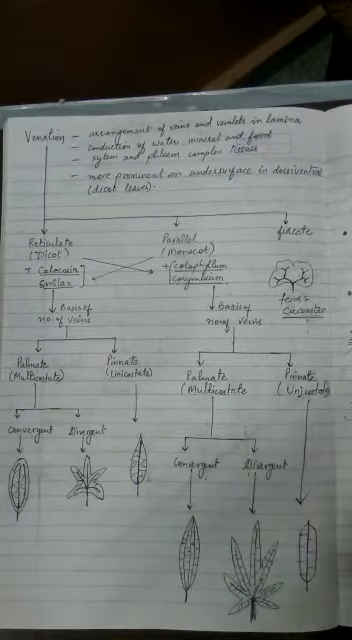 Venation - arrangement of veins and veinlets in lamina
- conduction of water, mineral and food
- xylem and phloem complex tissues
- more prominent on undersurface in dorsiventral
(dicot leaves).
Reticulate
(Dicot)
Parallel
(Monocot)
furcate
+ Calocasia
Smilax
+ Calophyllum
Corymbium
ferns
Basis of
no. of veins
Basis of
no. of veins
Palmate
(Multicostate)
Pinnate
(Unicostate)
Palmate
(Multicostate)
Pinnate
(Unicostate)
Convergent
Divergent
Convergent
Divergent